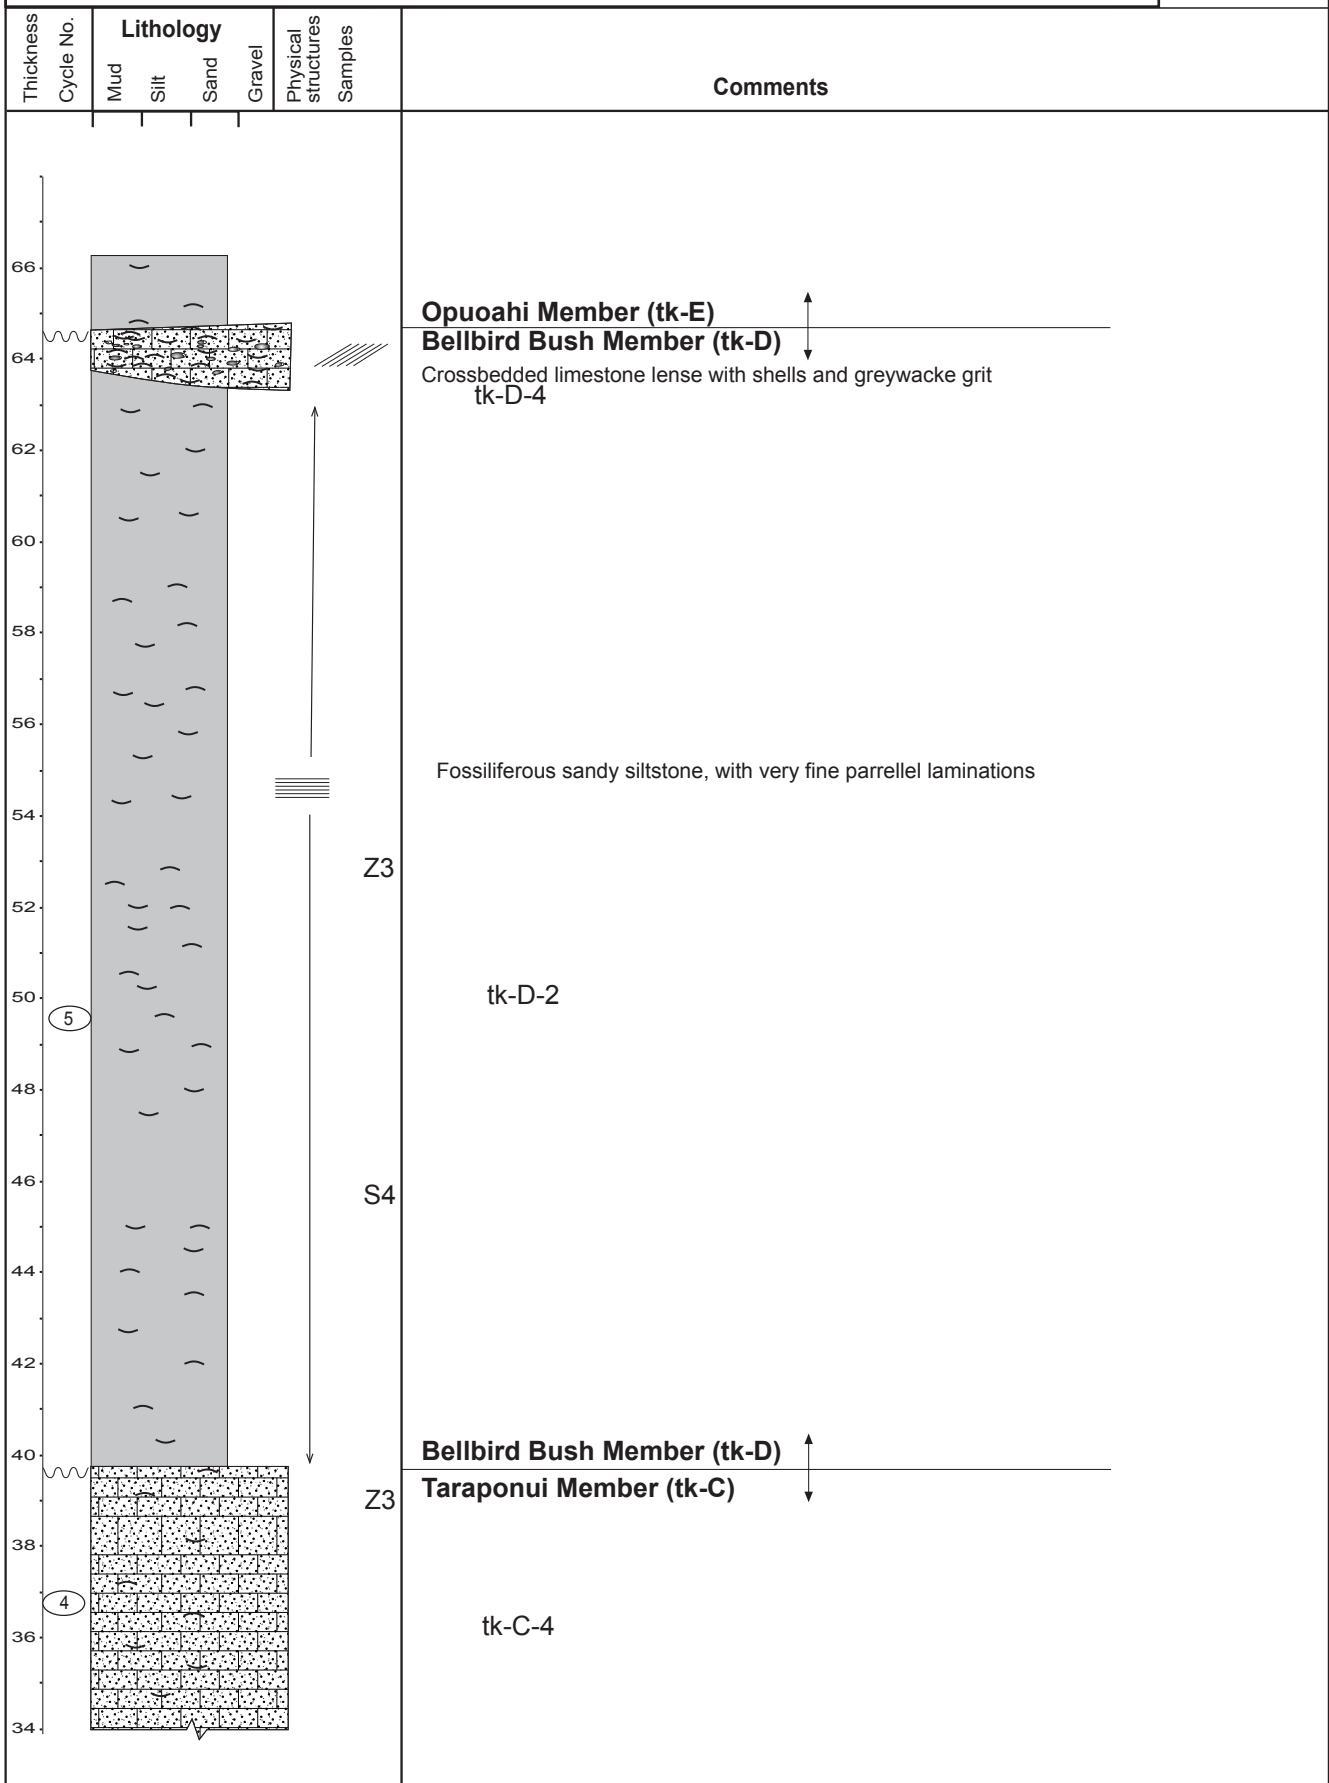 Thickness
Cycle No.
Lithology
Mud
Silt
Sand
Gravel
Physical
structures
Samples
Comments
66
Opuoahi Member (tk-E)
Bellbird Bush Member (tk-D)
64
Crossbedded limestone lense with shells and greywacke grit
tk-D-4
62
60
58
56
Fossiliferous sandy siltstone, with very fine parrellel laminations
54
Z3
52
50
tk-D-2
5
48
46
S4
44
42
40
Bellbird Bush Member (tk-D)
Taraponui Member (tk-C)
Z3
38
4
36
tk-C-4
34